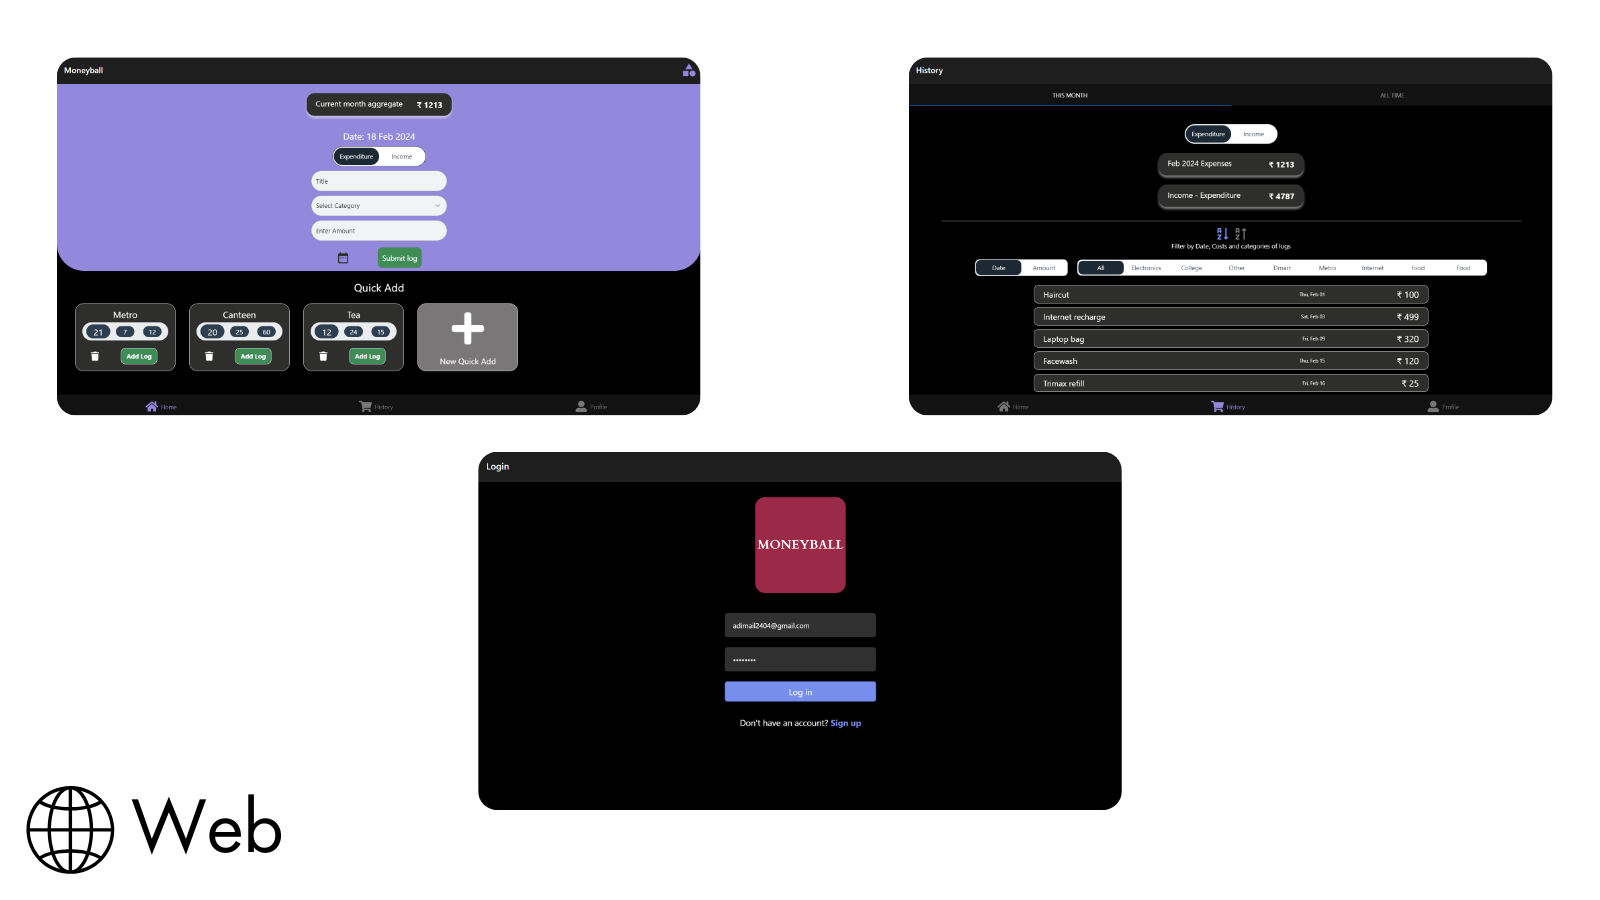 Moneyball
Current month aggregate ₹ 1213
Date: 18 Feb 2024
Expenditure Income
Title
Select Category
Enter Amount
Submit log
Quick Add
Metro
21 7 12
Add Log
Canteen
20 25 60
Add Log
Tea
12 24 15
Add Log
New Quick Add
Home History Profile
History
THIS MONTH ALL TIME
Expenditure Income
Feb 2024 Expenses ₹ 1213
Income - Expenditure ₹ 4787
Filter by Date, Costs and categories of logs
Date Amount All Electronics College Other Dmart Metro Internet food Food
Haircut Thu, Feb 01 ₹ 100
Internet recharge Sat, Feb 03 ₹ 499
Laptop bag Fri, Feb 09 ₹ 320
Facewash Thu, Feb 15 ₹ 120
Trimax refill Fri, Feb 16 ₹ 25
Home History Profile
Login
MONEYBALL
adimail2404@gmail.com
••••••••
Log in
Don't have an account? Sign up
Web